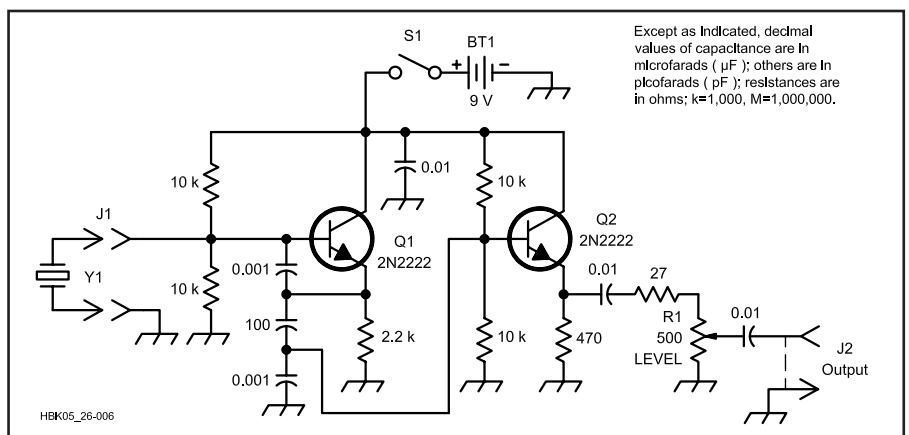 S1
BT1
+
−
9 V
Except as indicated, decimal
values of capacitance are in
microfarads ( µF ); others are in
picofarads ( pF ); resistances are
in ohms; k=1,000, M=1,000,000.
10 k
0.01
10 k
J1
Q1
2N2222
Q2
2N2222
Y1
10 k
0.001
100
0.001
2.2 k
10 k
470
0.01
27
R1
500
LEVEL
0.01
J2
Output
HBK05_26-006